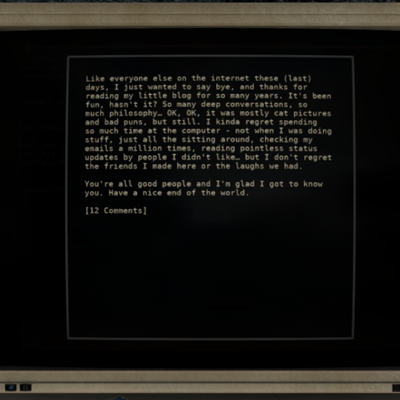 Like everyone else on the internet these (last)
days, I just wanted to say bye, and thanks for
reading my little blog for so many years. It's been
fun, hasn't it? So many deep conversations, so
much philosophy… OK, OK, it was mostly cat pictures
and bad puns, but still. I kinda regret spending
so much time at the computer - not when I was doing
stuff, just all the sitting around, checking my
emails a million times, reading pointless status
updates by people I didn't like… but I don't regret
the friends I made here or the laughs we had.
You're all good people and I'm glad I got to know
you. Have a nice end of the world.
[12 Comments]